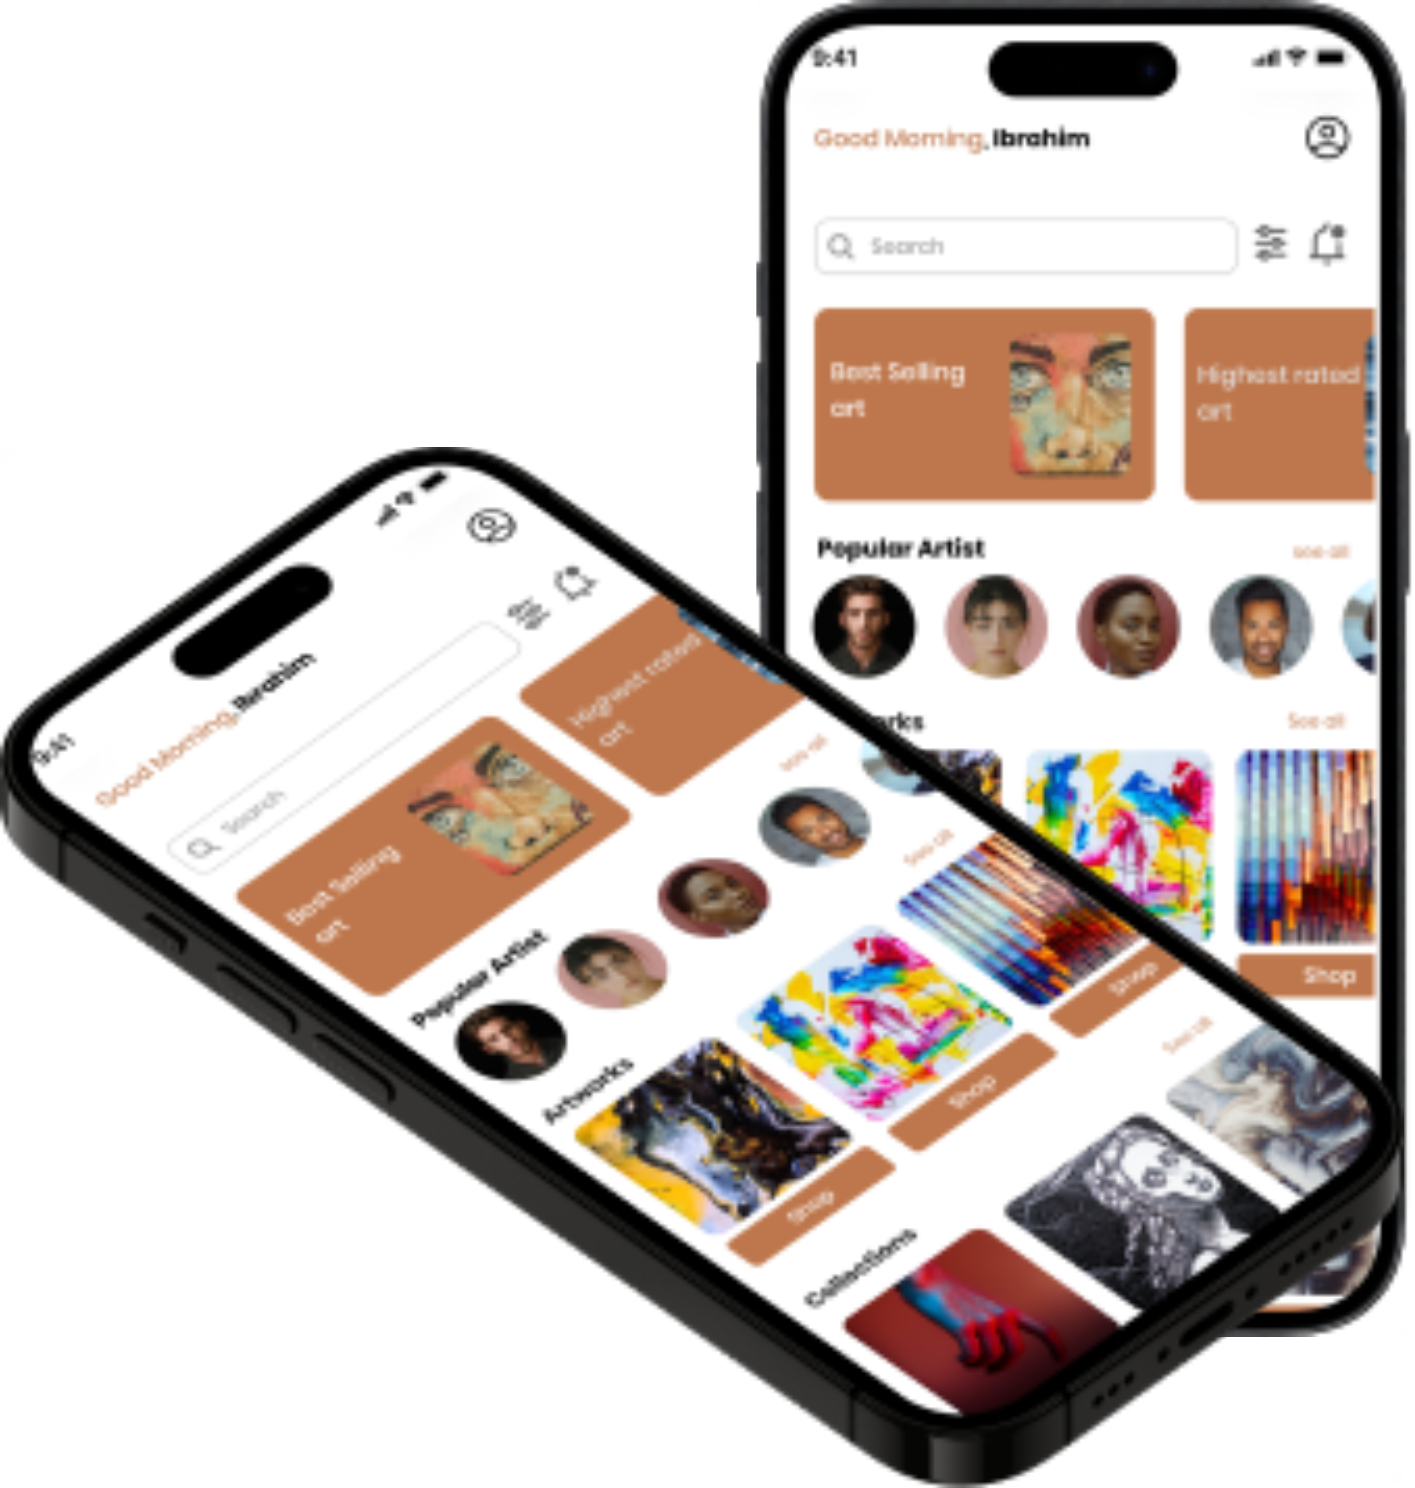 9:41
Good Morning, Ibrahim
Search
Best Selling
art
Highest rated
art
Popular Artist
see all
See all
Shop
9:41
Good Morning, Ibrahim
Search
Best Selling
art
Highest rated
art
Popular Artist
see all
Artworks
See all
Shop
Shop
Shop
Collections
See all